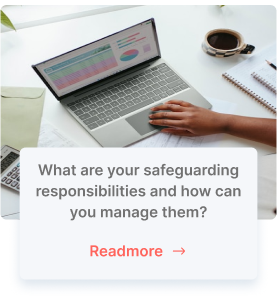 What are your safeguarding
responsibilities and how can
you manage them?
Readmore →